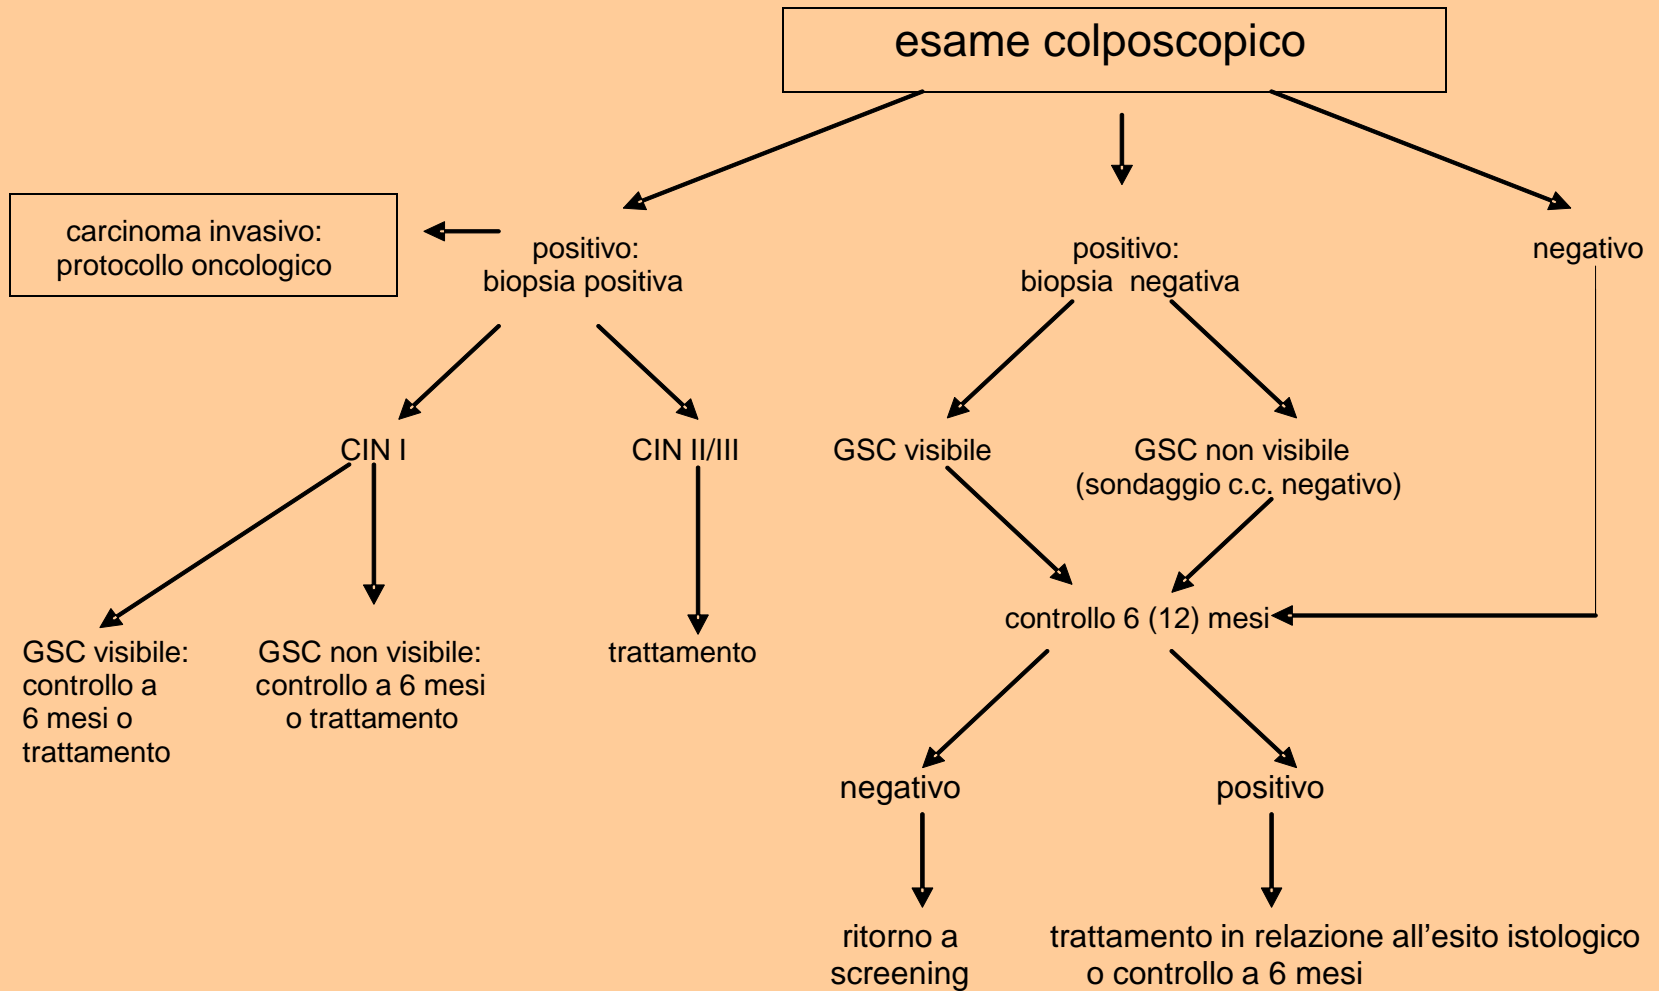 esame colposcopico
carcinoma invasivo:
protocollo oncologico
positivo:
biopsia positiva
positivo:
biopsia  negativa
negativo
CIN I
CIN II/III
GSC visibile
GSC non visibile
(sondaggio c.c. negativo)
controllo 6 (12) mesi
GSC visibile:
controllo a
6 mesi o
trattamento
GSC non visibile:
controllo a 6 mesi
o trattamento
trattamento
negativo
positivo
ritorno a
screening
trattamento in relazione all’esito istologico
o controllo a 6 mesi